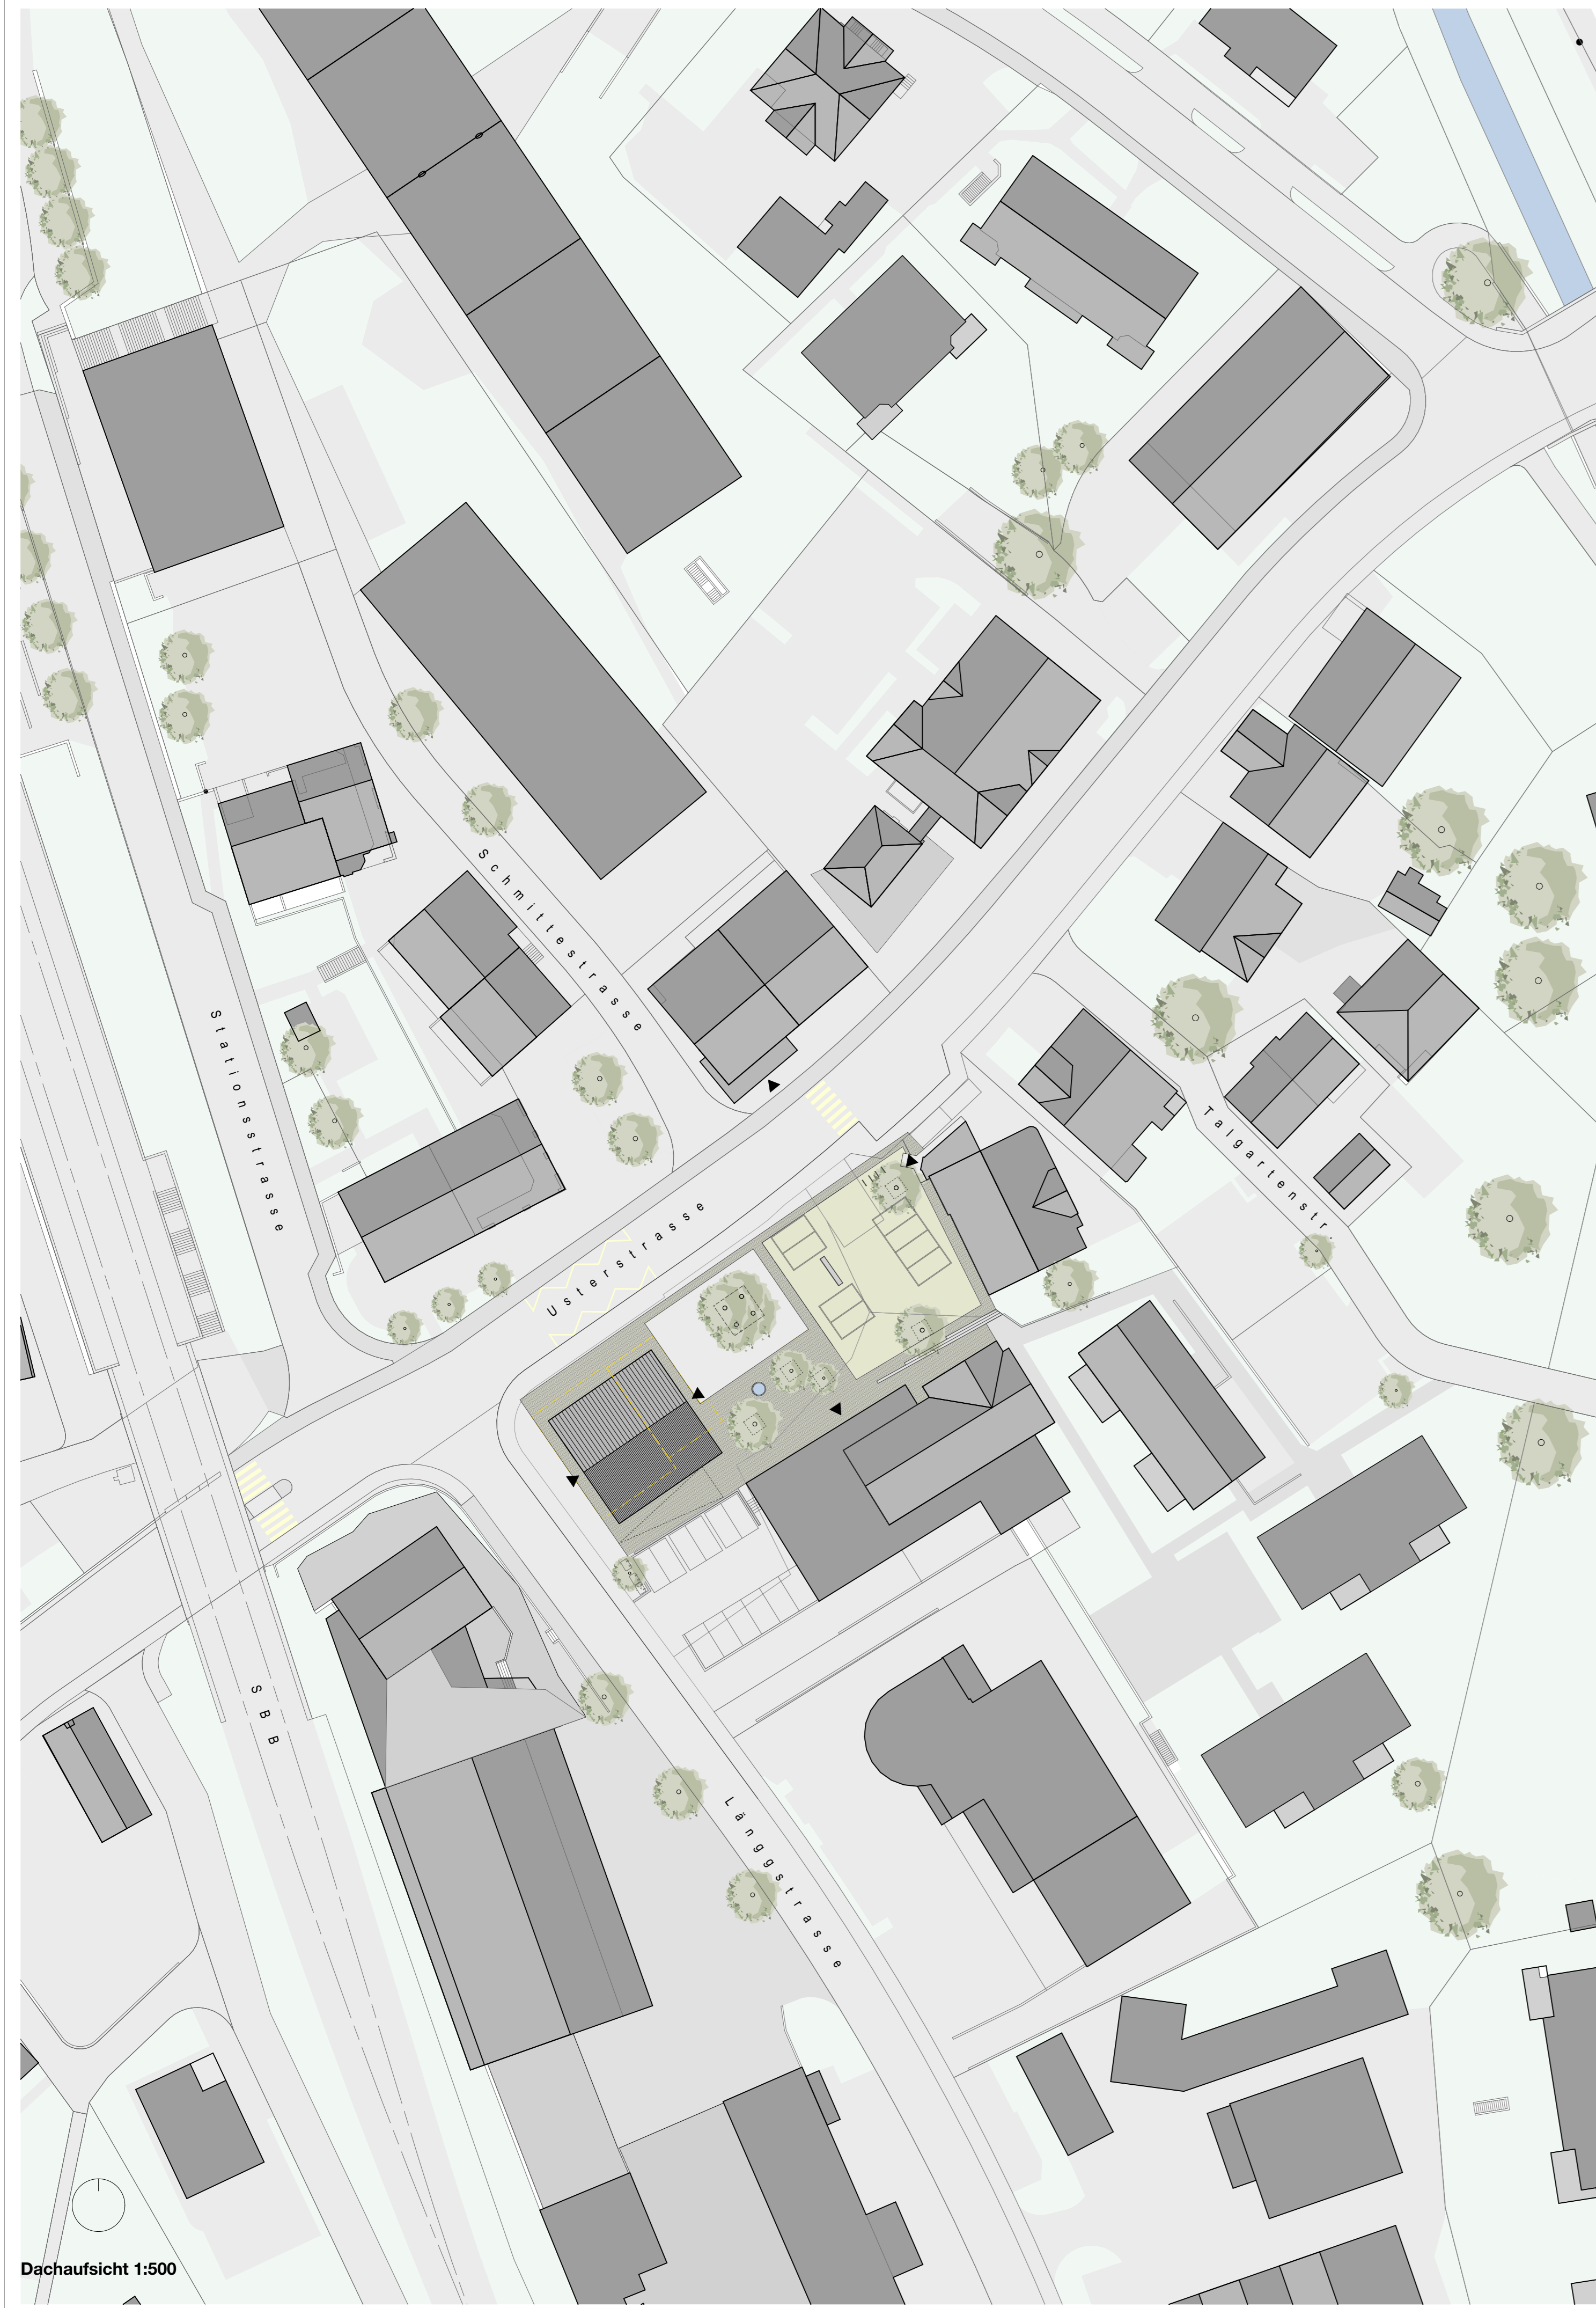 Schmittestrasse
Stationsstrasse
Talgartenstr.
Usterstrasse
SBB
Länggstrasse
Dachaufsicht 1:500